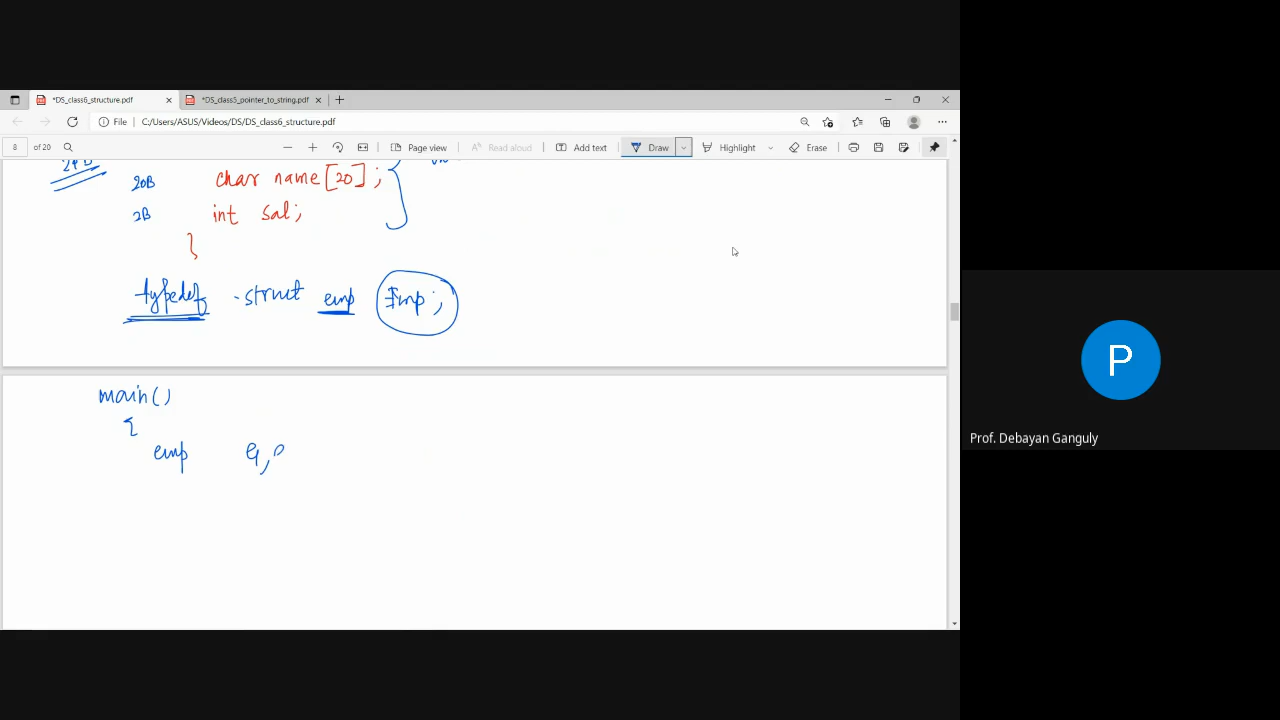 *DS_class6_structure.pdf
*DS_class5_pointer_to_string.pdf
File C:/Users/ASUS/Videos/DS/DS_class6_structure.pdf
8 of 20 Page view Read aloud Add text Draw Highlight Erase
24B
20B char name[20];
2B int sal;
}
typedef struct emp Emp;
main()
{
emp e1,
P
Prof. Debayan Ganguly